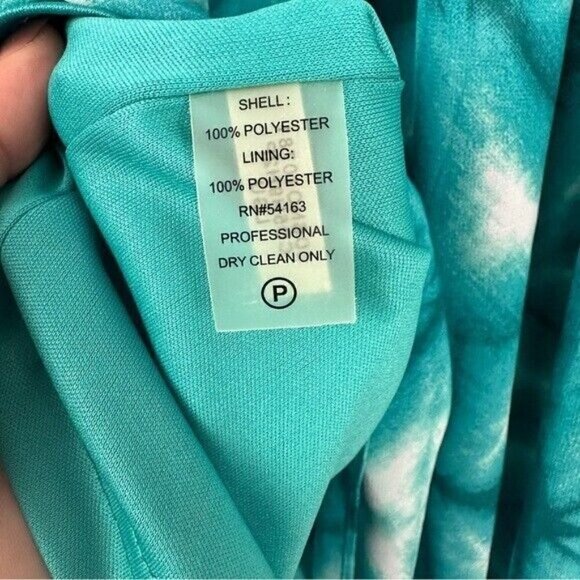 SHELL:
100% POLYESTER
LINING:
100% POLYESTER
RN#54163
PROFESSIONAL
DRY CLEAN ONLY
P